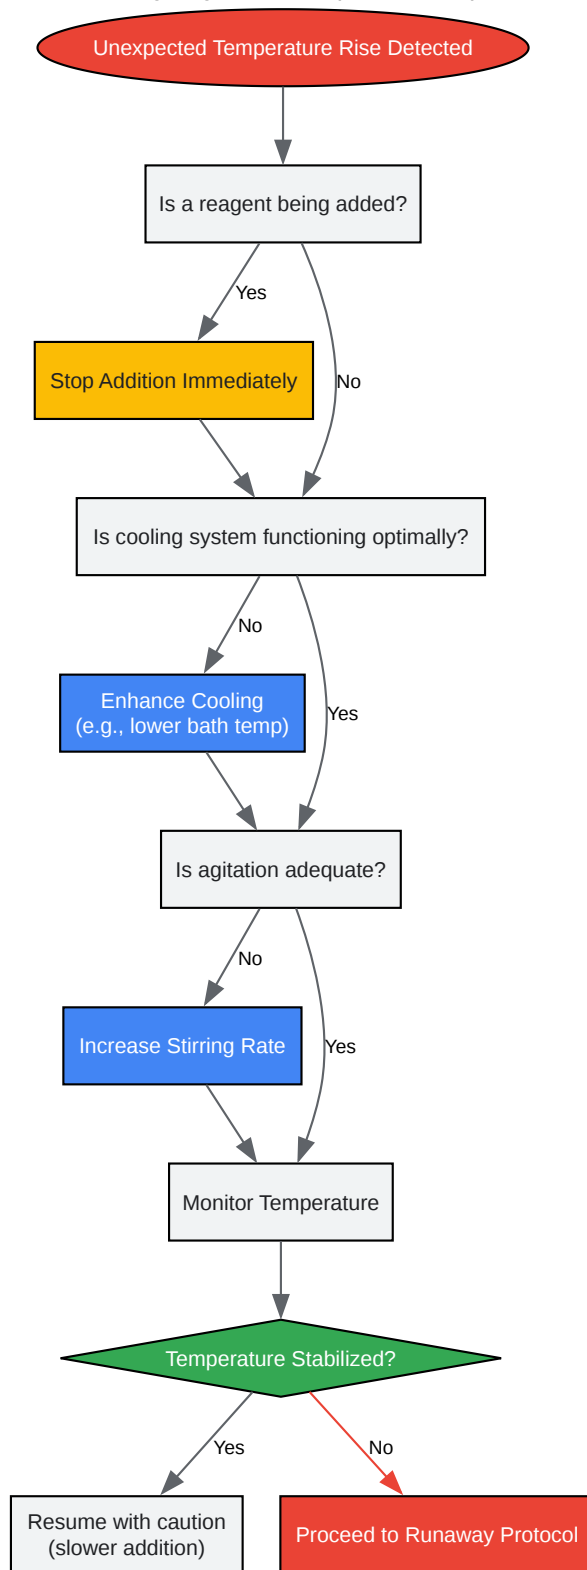 Unexpected Temperature Rise Detected
Is a reagent being added?
Yes
Stop Addition Immediately
No
Is cooling system functioning optimally?
No
Enhance Cooling
(e.g., lower bath temp)
Yes
Is agitation adequate?
No
Increase Stirring Rate
Yes
Monitor Temperature
Temperature Stabilized?
Yes
No
Resume with caution
(slower addition)
Proceed to Runaway Protocol